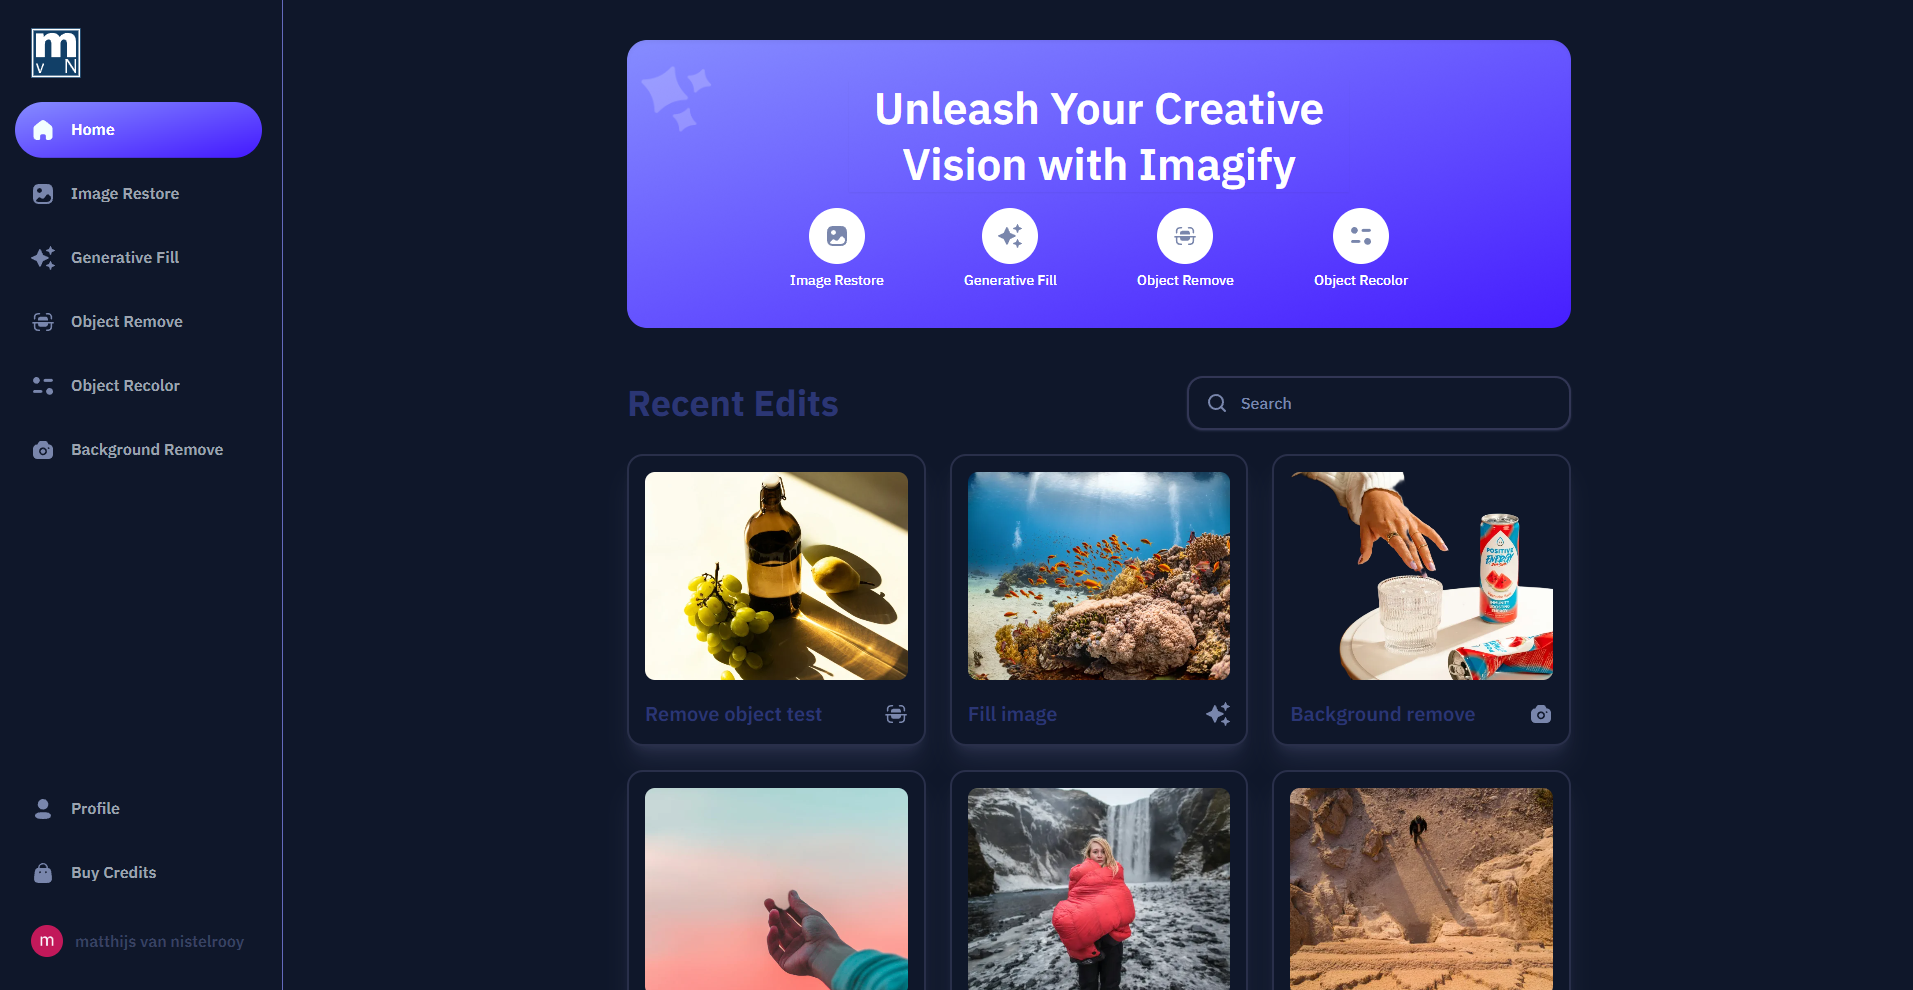 m
v N
Home
Image Restore
Generative Fill
Object Remove
Object Recolor
Background Remove
Profile
Buy Credits
m matthijs van nistelrooy
Unleash Your Creative
Vision with Imagify
Image Restore Generative Fill Object Remove Object Recolor
Recent Edits
Search
POSITIVE
ENERGY
Remove object test
Fill image
Background remove